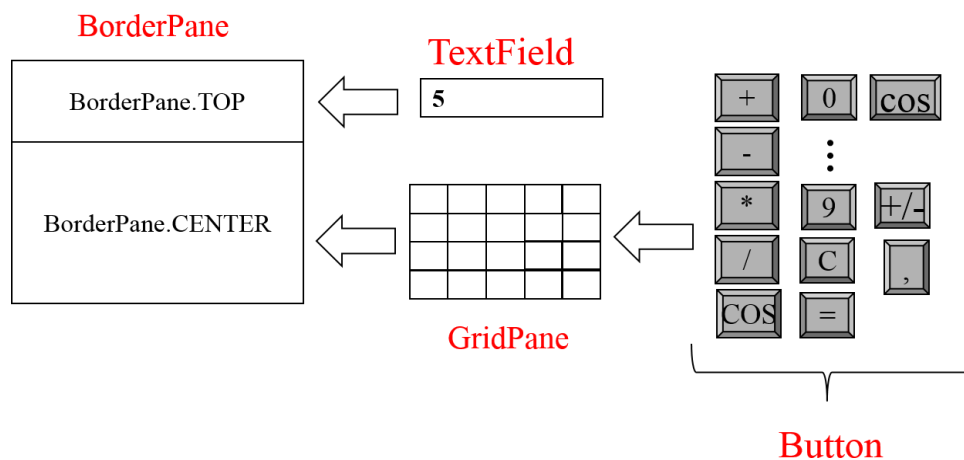 BorderPane
BorderPane.TOP
BorderPane.CENTER
TextField
5
GridPane
+
0
cos
-
⋮
*
9
+/-
/
C
,
COS
=
Button